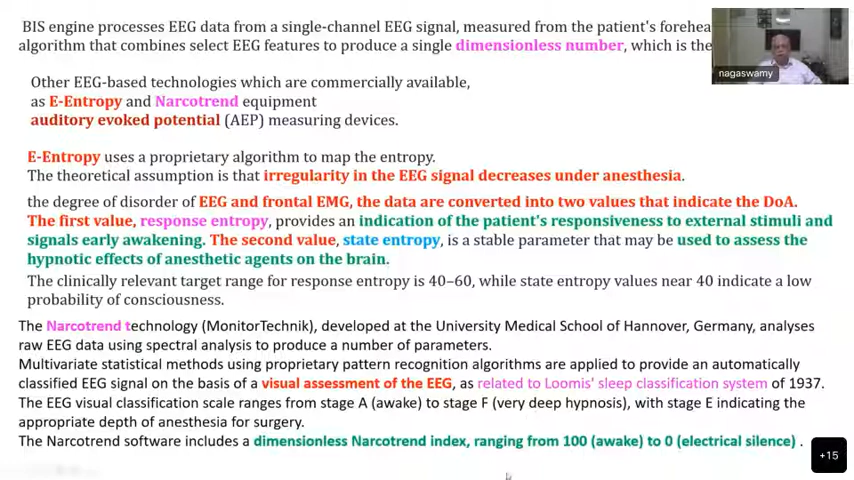 BIS engine processes EEG data from a single-channel EEG signal, measured from the patient's forehea
algorithm that combines select EEG features to produce a single dimensionless number, which is the
Other EEG-based technologies which are commercially available,
as E-Entropy and Narcotrend equipment
auditory evoked potential (AEP) measuring devices.
nagaswamy
E-Entropy uses a proprietary algorithm to map the entropy.
The theoretical assumption is that irregularity in the EEG signal decreases under anesthesia.
the degree of disorder of EEG and frontal EMG, the data are converted into two values that indicate the DoA.
The first value, response entropy, provides an indication of the patient's responsiveness to external stimuli and
signals early awakening. The second value, state entropy, is a stable parameter that may be used to assess the
hypnotic effects of anesthetic agents on the brain.
The clinically relevant target range for response entropy is 40–60, while state entropy values near 40 indicate a low
probability of consciousness.
The Narcotrend technology (MonitorTechnik), developed at the University Medical School of Hannover, Germany, analyses
raw EEG data using spectral analysis to produce a number of parameters.
Multivariate statistical methods using proprietary pattern recognition algorithms are applied to provide an automatically
classified EEG signal on the basis of a visual assessment of the EEG, as related to Loomis' sleep classification system of 1937.
The EEG visual classification scale ranges from stage A (awake) to stage F (very deep hypnosis), with stage E indicating the
appropriate depth of anesthesia for surgery.
The Narcotrend software includes a dimensionless Narcotrend index, ranging from 100 (awake) to 0 (electrical silence) .
+15